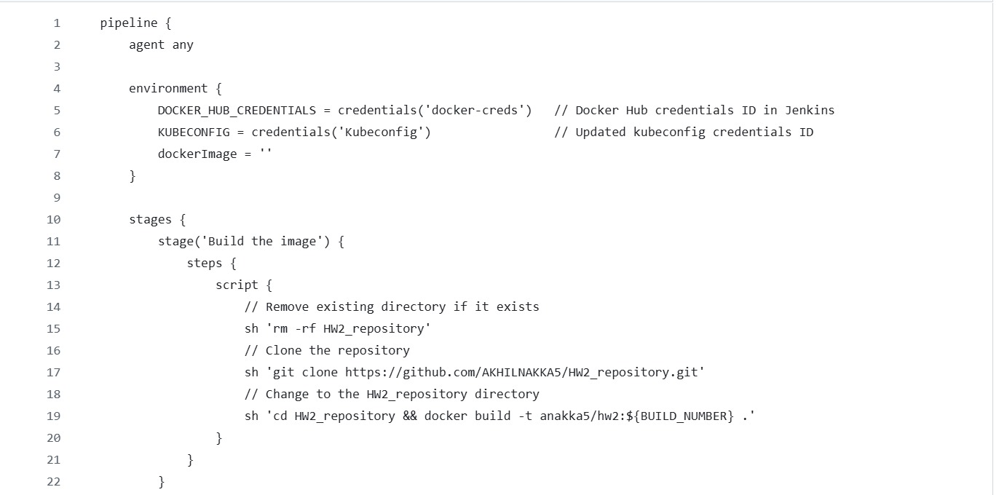 1 pipeline {
2 agent any
3
4 environment {
5 DOCKER_HUB_CREDENTIALS = credentials('docker-creds') // Docker Hub credentials ID in Jenkins
6 KUBECONFIG = credentials('Kubeconfig') // Updated kubeconfig credentials ID
7 dockerImage = ''
8 }
9
10 stages {
11 stage('Build the image') {
12 steps {
13 script {
14 // Remove existing directory if it exists
15 sh 'rm -rf HW2_repository'
16 // Clone the repository
17 sh 'git clone https://github.com/AKHILNAKKA5/HW2_repository.git'
18 // Change to the HW2_repository directory
19 sh 'cd HW2_repository && docker build -t anakka5/hw2:${BUILD_NUMBER} .'
20 }
21 }
22 }